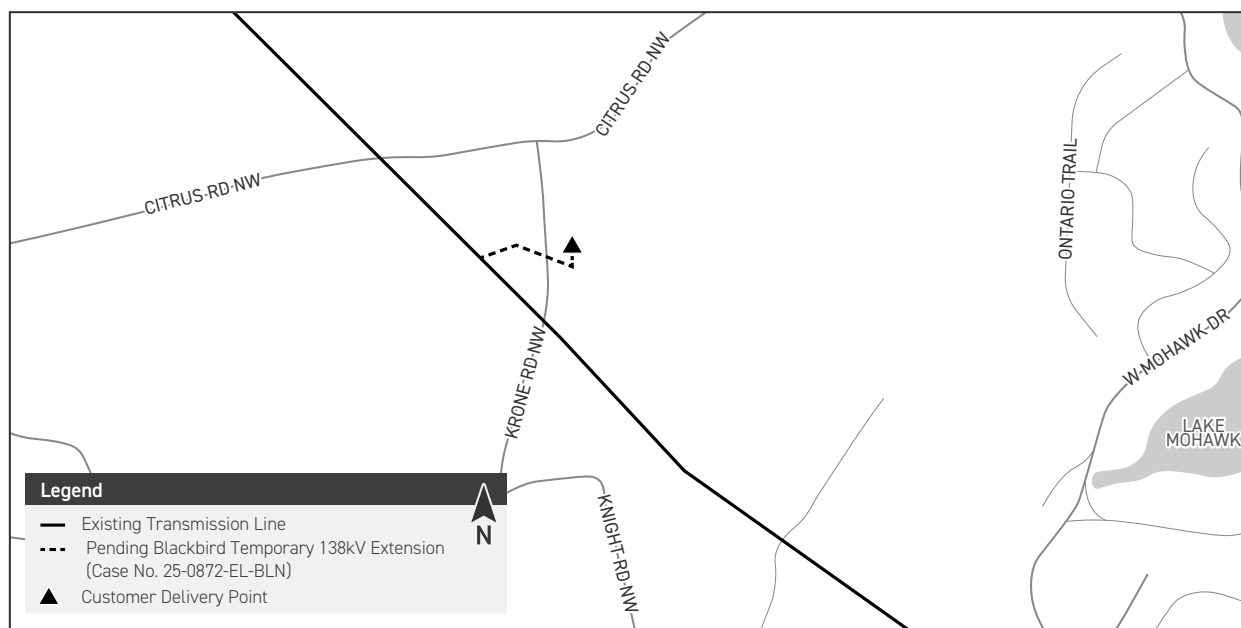 CITRUS-RD-NW
CITRUS-RD-NW
ONTARIO-TRAIL
W-MOHAWK-DR
KRONE-RD-NW
LAKE
MOHAWK
KNIGHT-RD-NW
Legend
N
Existing Transmission Line
Pending Blackbird Temporary 138kV Extension
(Case No. 25-0872-EL-BLN)
Customer Delivery Point